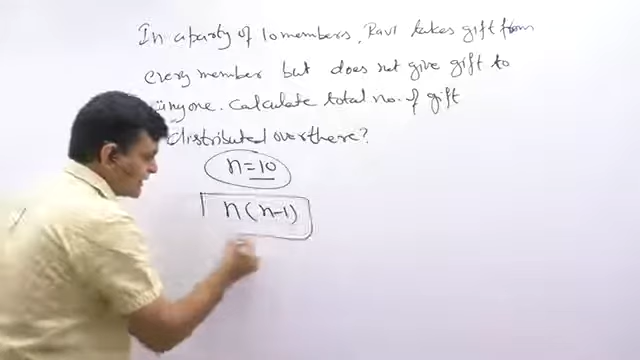 In a party of 10 members, Ravi takes gift from
every member but does not give gift to
anyone. Calculate total no. of gift
distributed over there?
n = 10
n(n-1)